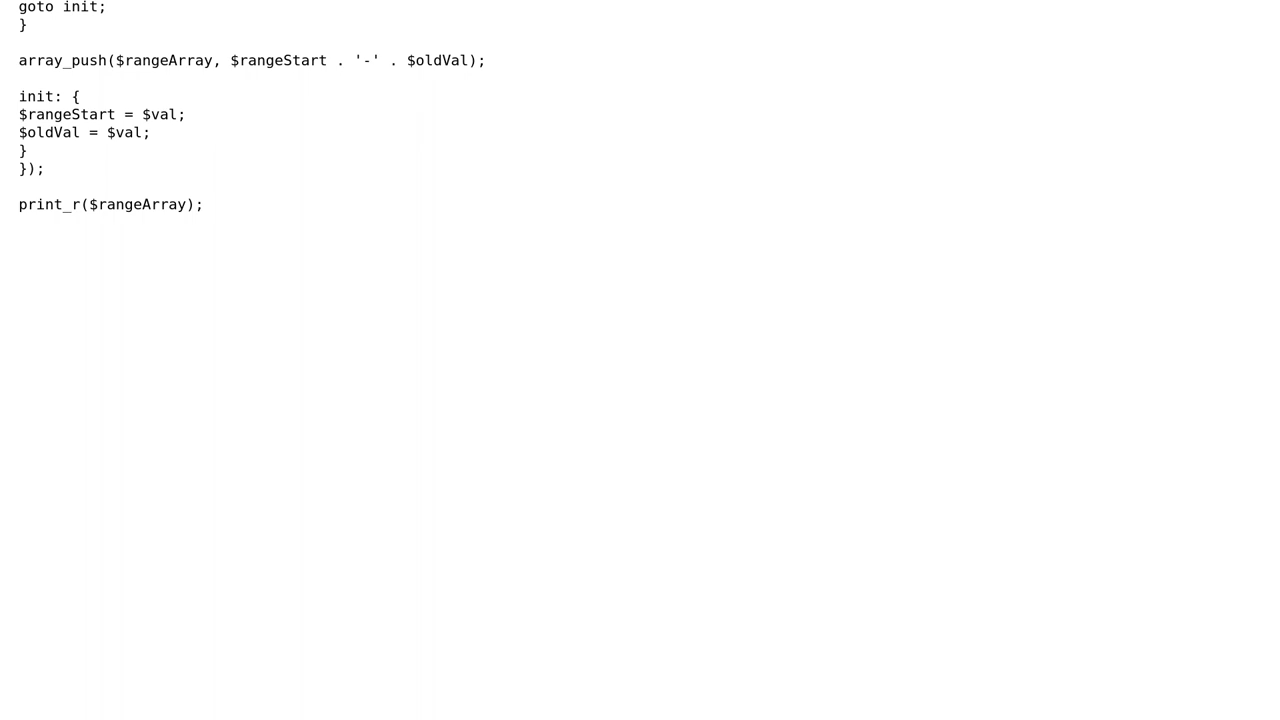 goto init;
}

array_push($rangeArray, $rangeStart . '-' . $oldVal);

init: {
$rangeStart = $val;
$oldVal = $val;
}
});

print_r($rangeArray);